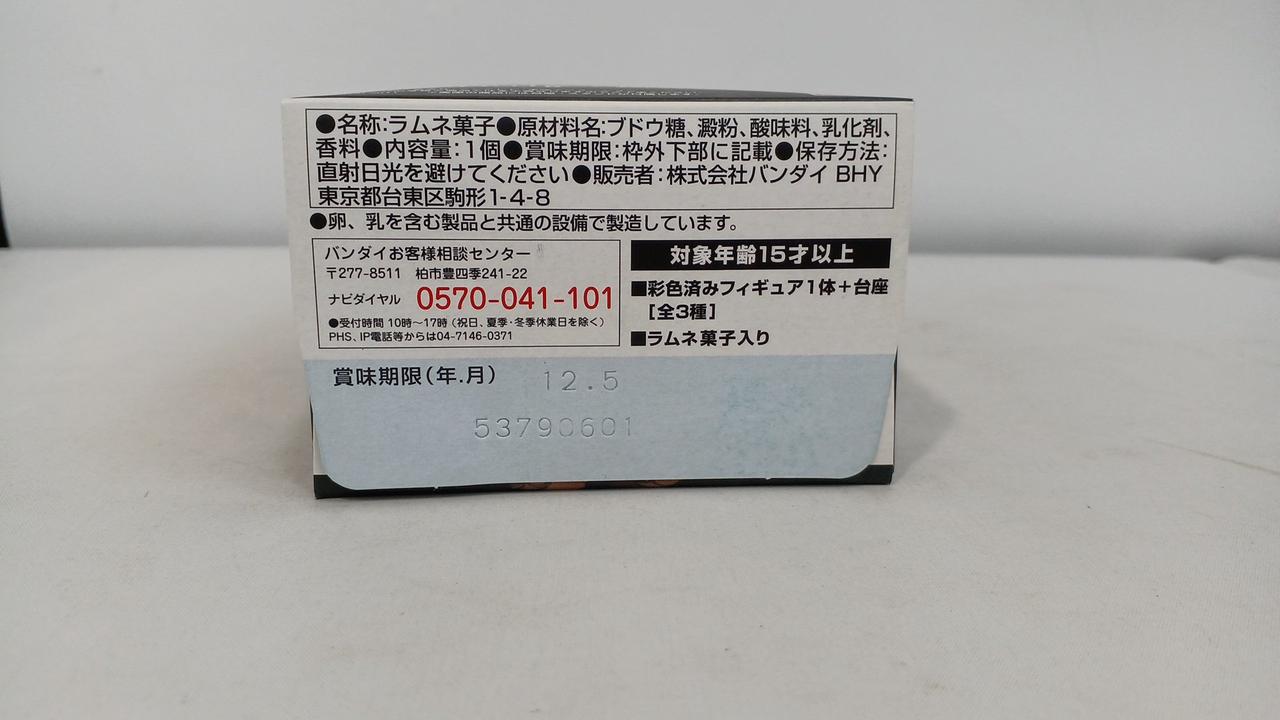 ●名称:ラムネ菓子●原材料名:ブドウ糖、澱粉、酸味料、乳化剤、
香料●内容量:1個●賞味期限:枠外下部に記載●保存方法:
直射日光を避けてください●販売者:株式会社バンダイ BHY
東京都台東区駒形1-4-8
●卵、乳を含む製品と共通の設備で製造しています。
バンダイお客様相談センター
〒277-8511 柏市豊四季241-22
ナビダイヤル 0570-041-101
●受付時間 10時〜17時(祝日、夏季・冬季休業日を除く)
PHS、IP電話等からは04-7146-0371
対象年齢15才以上
■彩色済みフィギュア1体+台座
[全3種]
■ラムネ菓子入り
賞味期限(年.月) 12.5
53790601